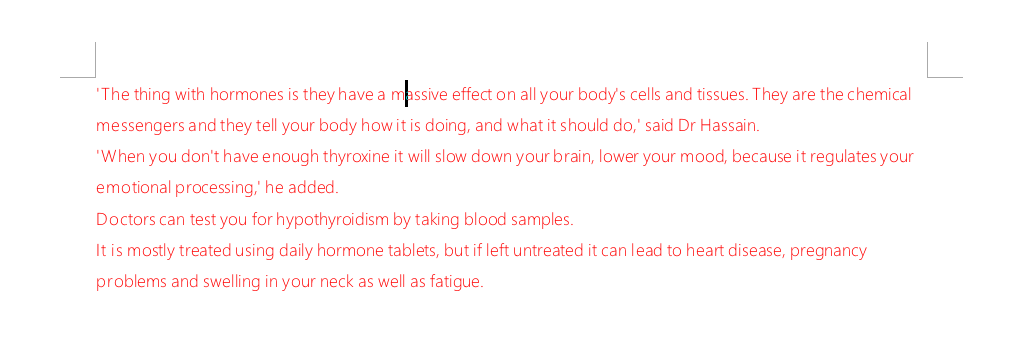 'The thing with hormones is they have a massive effect on all your body's cells and tissues. They are the chemical
messengers and they tell your body how it is doing, and what it should do,' said Dr Hassain.
'When you don't have enough thyroxine it will slow down your brain, lower your mood, because it regulates your
emotional processing,' he added.
Doctors can test you for hypothyroidism by taking blood samples.
It is mostly treated using daily hormone tablets, but if left untreated it can lead to heart disease, pregnancy
problems and swelling in your neck as well as fatigue.